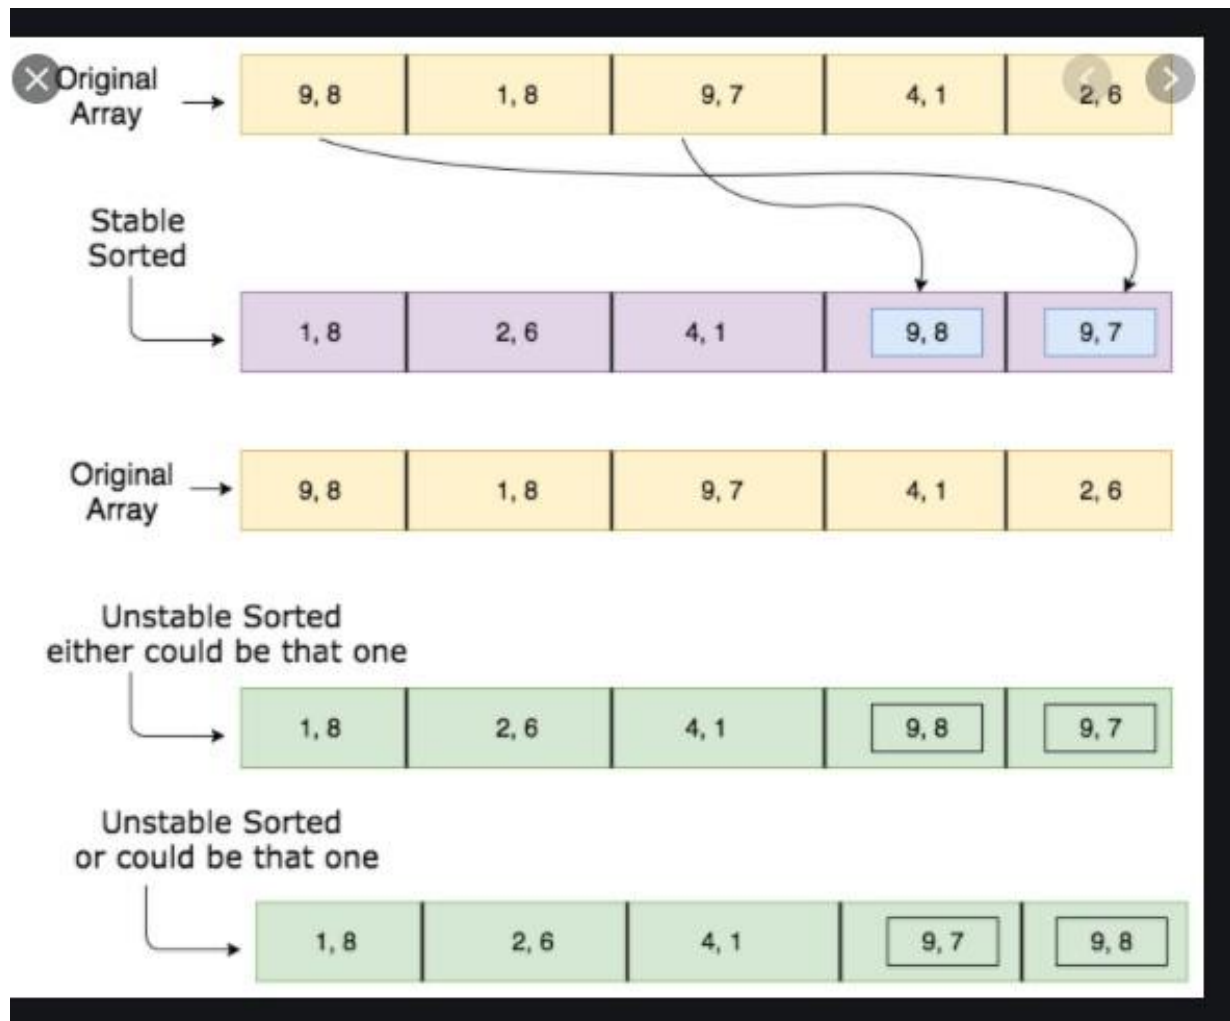 Original
Array
9, 8 1, 8 9, 7 4, 1 2, 6
Stable
Sorted
1, 8 2, 6 4, 1 9, 8 9, 7
Original
Array
9, 8 1, 8 9, 7 4, 1 2, 6
Unstable Sorted
either could be that one
1, 8 2, 6 4, 1 9, 8 9, 7
Unstable Sorted
or could be that one
1, 8 2, 6 4, 1 9, 7 9, 8